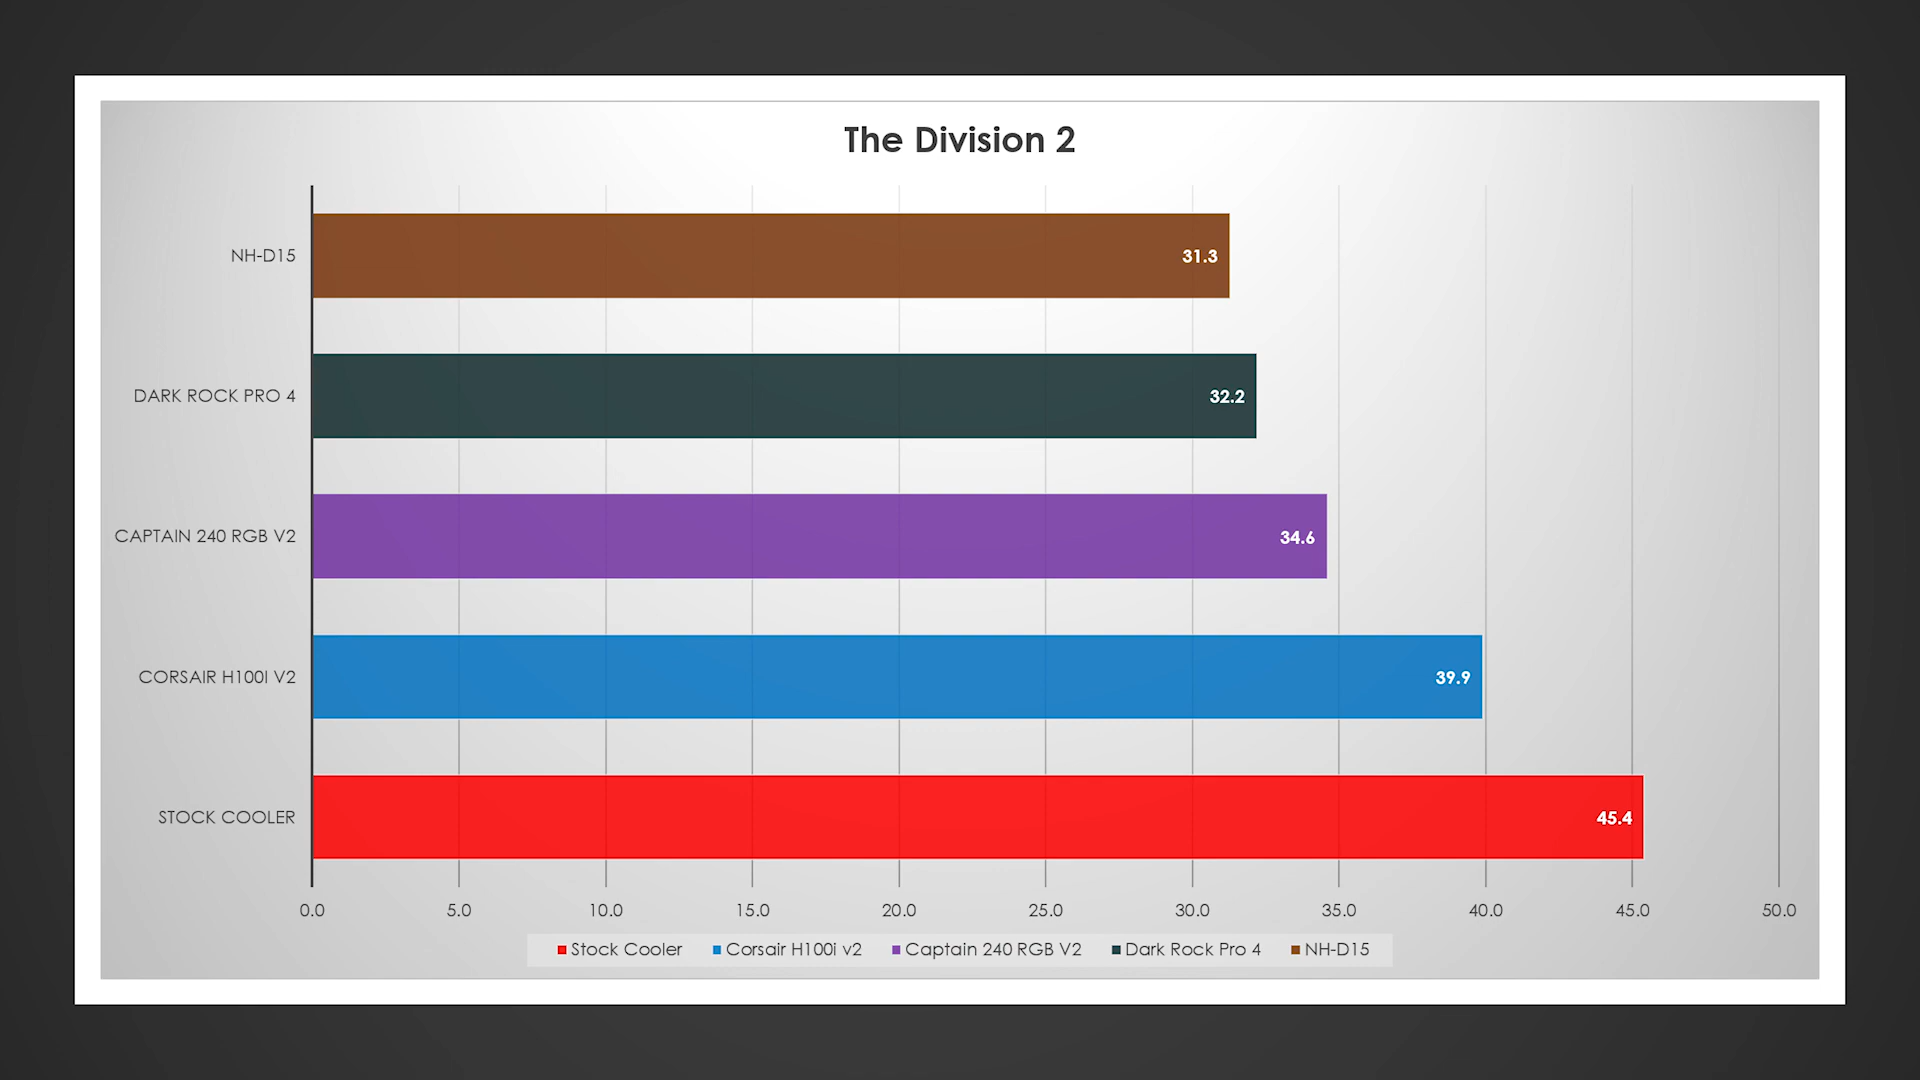 The Division 2
NH-D15
31.3
DARK ROCK PRO 4
32.2
CAPTAIN 240 RGB V2
34.6
CORSAIR H100I V2
39.9
STOCK COOLER
45.4
0.0 5.0 10.0 15.0 20.0 25.0 30.0 35.0 40.0 45.0 50.0
Stock Cooler Corsair H100i v2 Captain 240 RGB V2 Dark Rock Pro 4 NH-D15